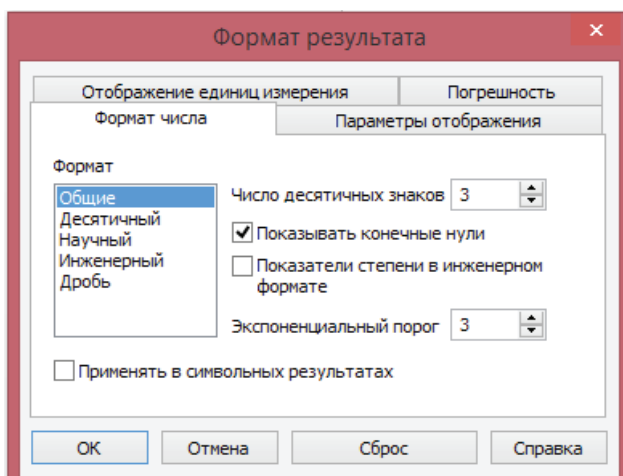 Формат результата
Отображение единиц измерения
Погрешность
Формат числа
Параметры отображения
Формат
Общие
Десятичный
Научный
Инженерный
Дробь
Число десятичных знаков 3
Показывать конечные нули
Показатели степени в инженерном
формате
Экспоненциальный порог 3
Применять в символьных результатах
ОК
Отмена
Сброс
Справка